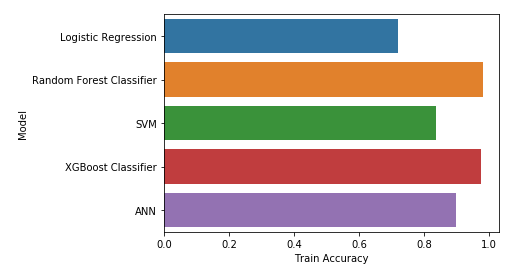 Model
Logistic Regression
Random Forest Classifier
SVM
XGBoost Classifier
ANN
0.0 0.2 0.4 0.6 0.8 1.0
Train Accuracy